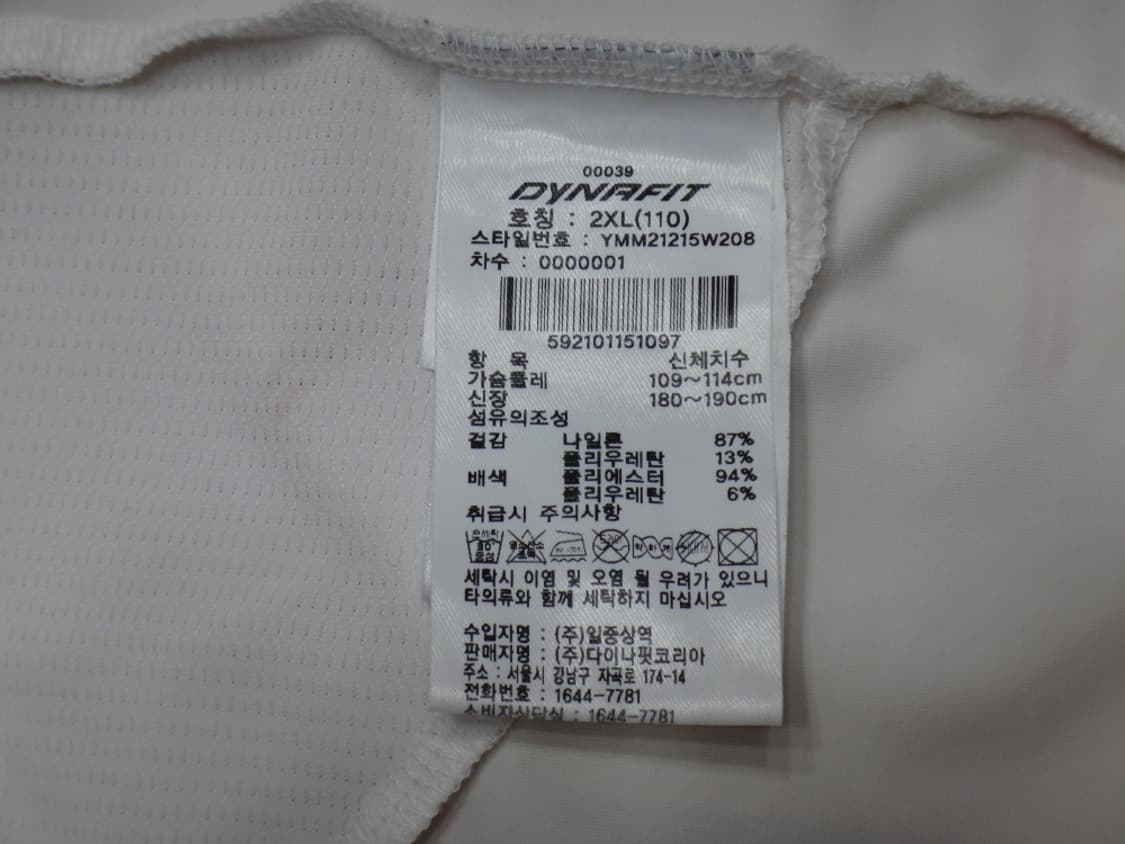 00039
DYNAFIT
호칭 : 2XL(110)
스타일번호 : YMM21215W208
차수 : 0000001
592101151097
항 목 신체치수
가슴둘레 109~114cm
신장 180~190cm
섬유의조성
겉감 나일론 87%
폴리우레탄 13%
배색 폴리에스터 94%
폴리우레탄 6%
취급시 주의사항
세탁시 이염 및 오염 될 우려가 있으니
타의류와 함께 세탁하지 마십시오
수입자명 : (주)일중상역
판매자명 : (주)다이나핏코리아
주소 : 서울시 강남구 자곡로 174-14
전화번호 : 1644-7781
소비자상담실 : 1644-7781